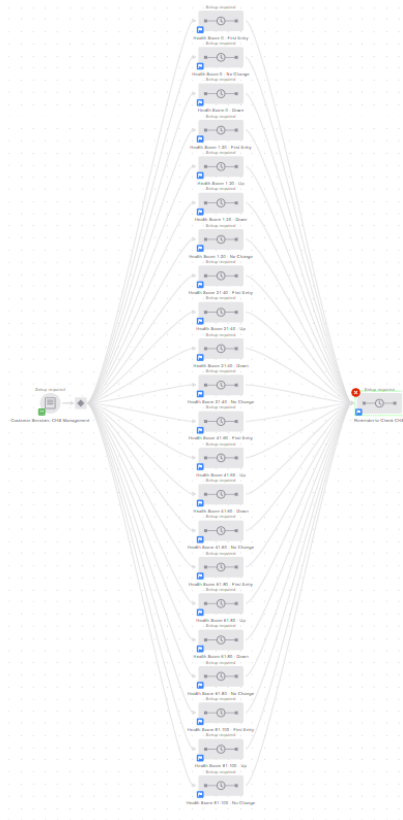 Setup required
Health Score 0 - First Entry
Setup required
Health Score 0 - No Change
Setup required
Health Score 0 - Down
Setup required
Health Score 1-20 - First Entry
Setup required
Health Score 1-20 - Up
Setup required
Health Score 1-20 - Down
Setup required
Health Score 1-20 - No Change
Setup required
Health Score 21-40 - First Entry
Setup required
Health Score 21-40 - Up
Setup required
Health Score 21-40 - Down
Setup required
Health Score 21-40 - No Change
Setup required
Customer Success CHS Management
Setup required
Reminder to Check CHS
Setup required
Health Score 41-60 - First Entry
Setup required
Health Score 41-60 - Up
Setup required
Health Score 41-60 - Down
Setup required
Health Score 41-60 - No Change
Setup required
Health Score 61-80 - First Entry
Setup required
Health Score 61-80 - Up
Setup required
Health Score 61-80 - Down
Setup required
Health Score 61-80 - No Change
Setup required
Health Score 81-100 - First Entry
Setup required
Health Score 81-100 - Up
Setup required
Health Score 81-100 - No Change